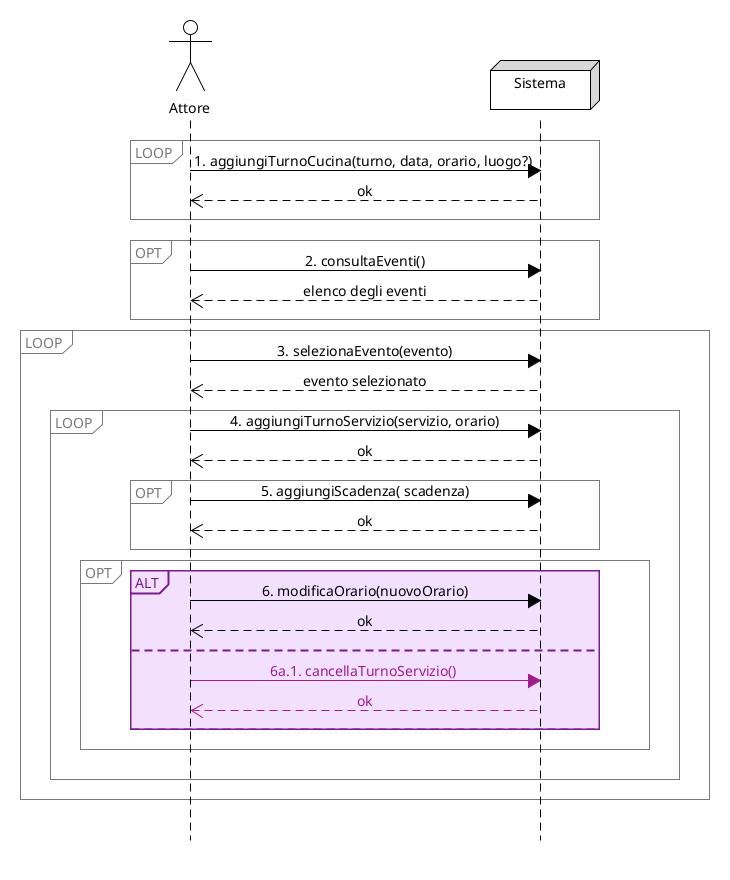 Attore
Sistema
LOOP
1. aggiungiTurnoCucina(turno, data, orario, luogo?)
ok
OPT
2. consultaEventi()
elenco degli eventi
LOOP
3. selezionaEvento(evento)
evento selezionato
LOOP
4. aggiungiTurnoServizio(servizio, orario)
ok
OPT
5. aggiungiScadenza( scadenza)
ok
OPT
ALT
6. modificaOrario(nuovoOrario)
ok
6a.1. cancellaTurnoServizio()
ok